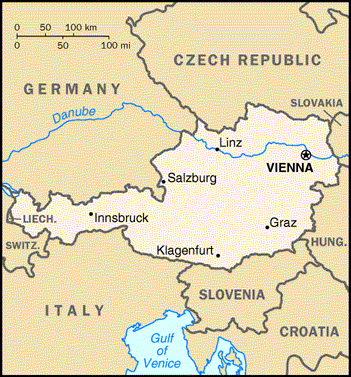 0 50 100 km
0 50 100 mi
CZECH REPUBLIC
GERMANY
SLOVAKIA
Danube
Linz
VIENNA
Salzburg
LIECH.
Innsbruck
Graz
SWITZ.
HUNG.
Klagenfurt
SLOVENIA
ITALY
CROATIA
Gulf
of
Venice